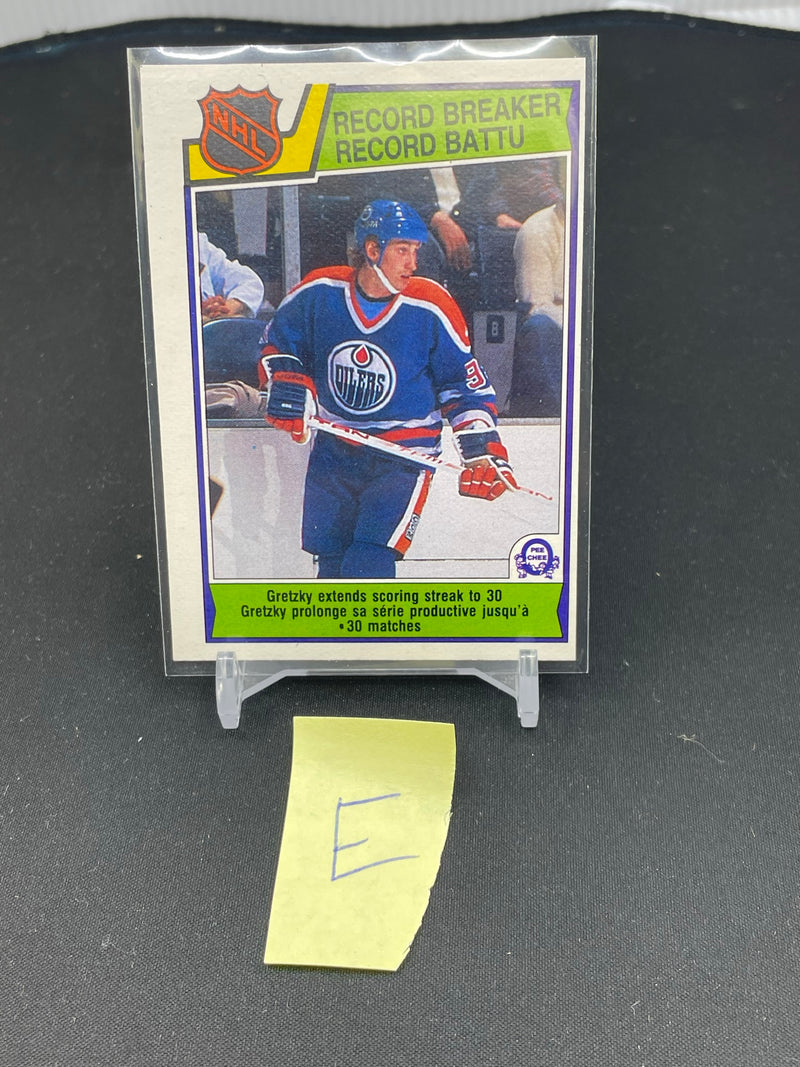 NHL
RECORD BREAKER
RECORD BATTU
OILERS
9
B
PEE
CHEE
Gretzky extends scoring streak to 30
Gretzky prolonge sa série productive jusqu'à
•30 matches
E